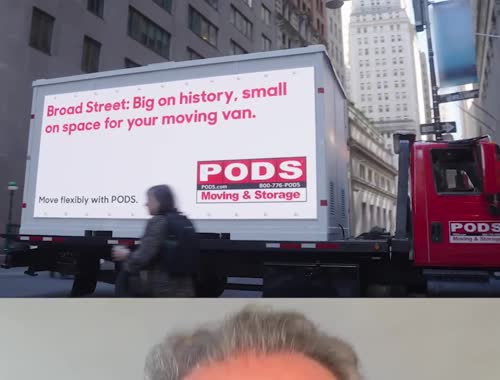 Broad Street: Big on history, small
on space for your moving van.
PODS
PODS.com 800-776-PODS
Moving & Storage
Move flexibly with PODS.
PODS
Moving & Storage